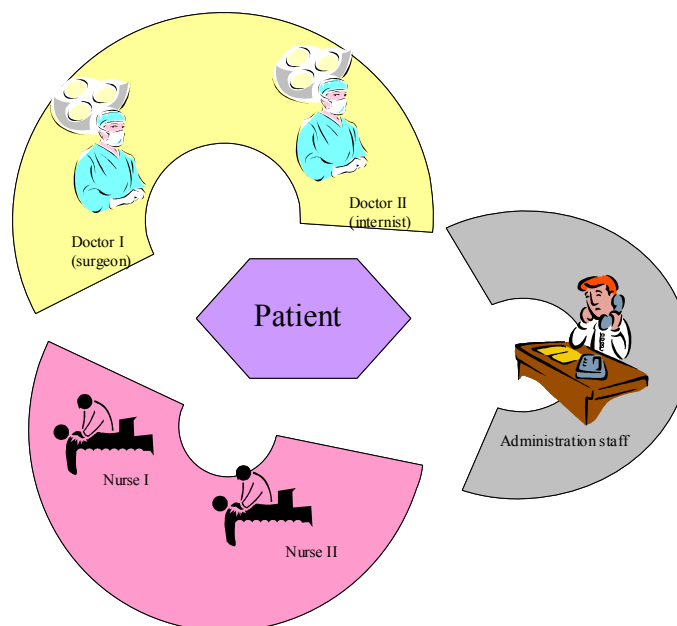 Doctor I
(surgeon)
Doctor II
(internist)
Patient
Administration staff
Nurse I
Nurse II